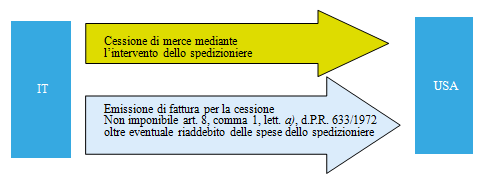 IT
Cessione di merce mediante
l'intervento dello spedizioniere
USA
Emissione di fattura per la cessione
Non imponibile art. 8, comma 1, lett. a), d.P.R. 633/1972
oltre eventuale riaddebito delle spese dello spedizioniere